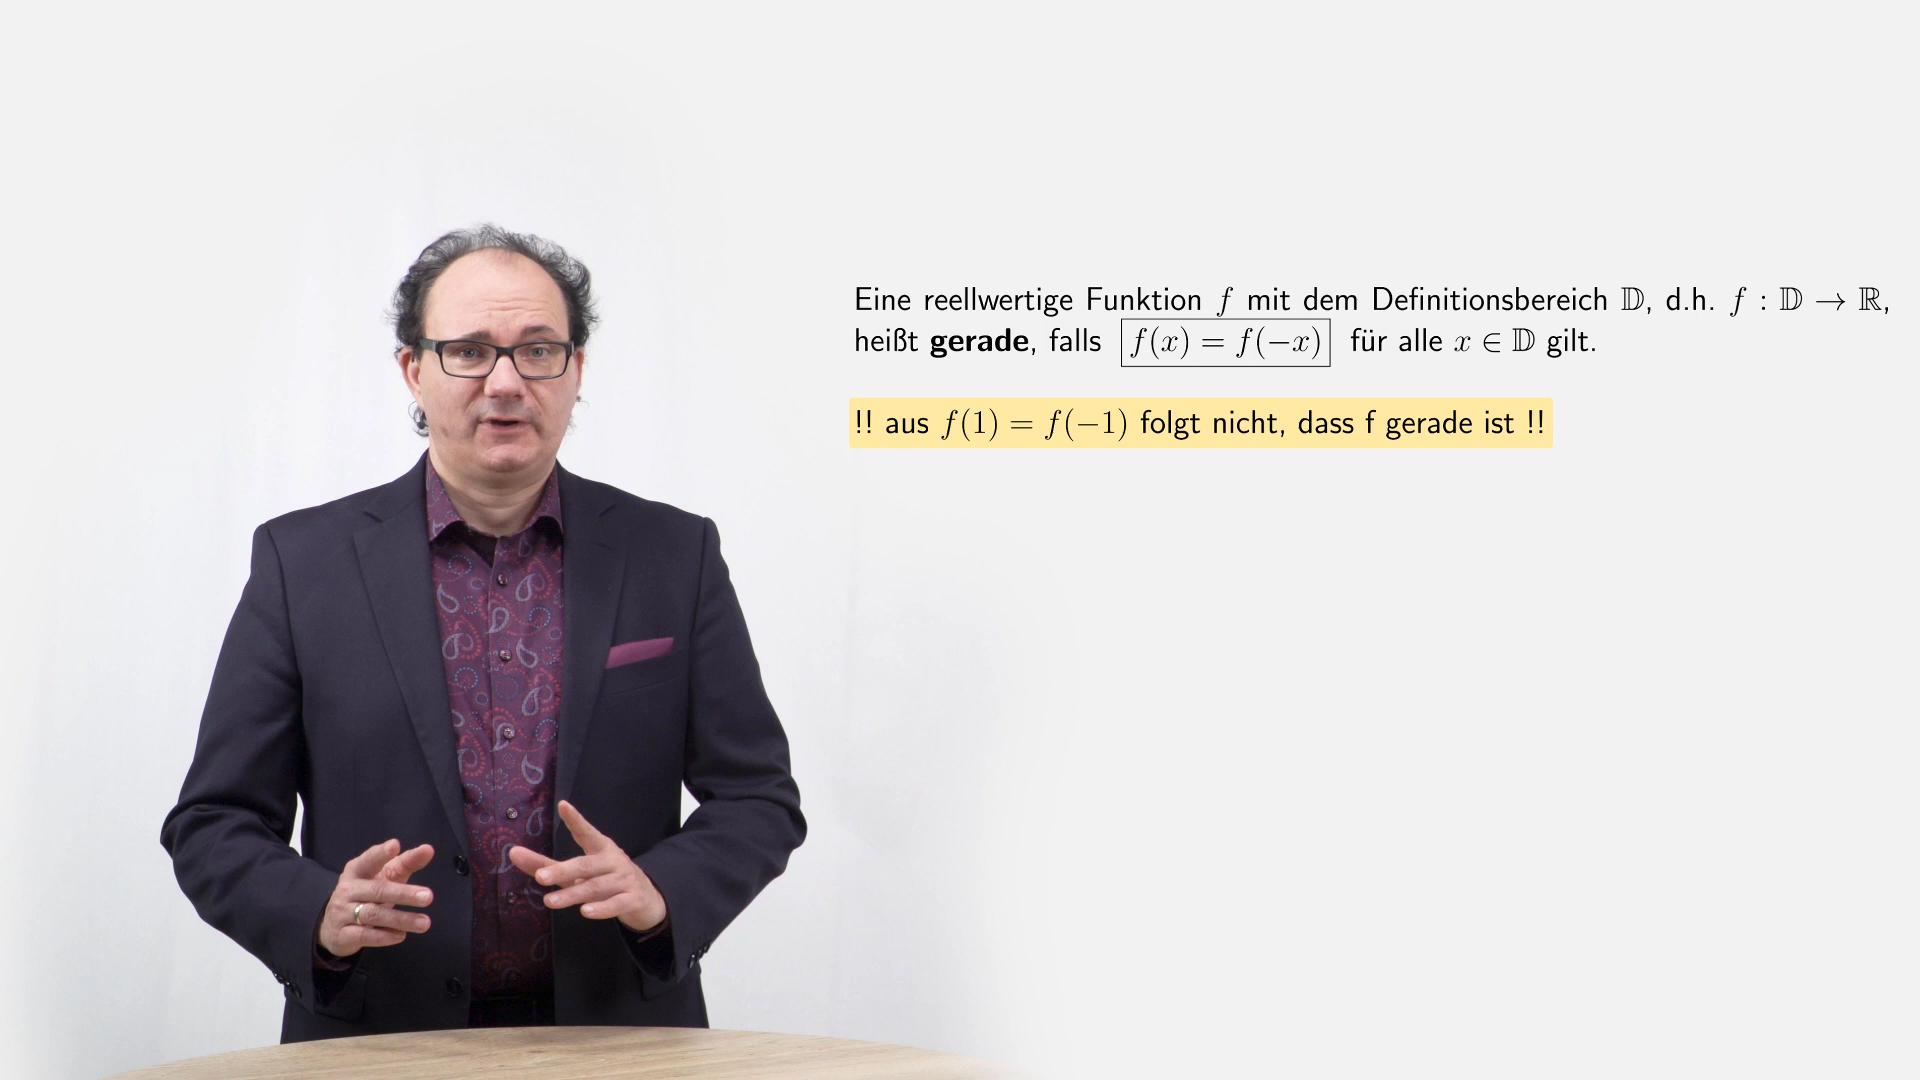 Eine reellwertige Funktion f mit dem Definitionsbereich 𝔻, d.h. f : 𝔻 → ℝ,
heißt gerade, falls f(x) = f(−x) für alle x ∈ 𝔻 gilt.
!! aus f(1) = f(−1) folgt nicht, dass f gerade ist !!